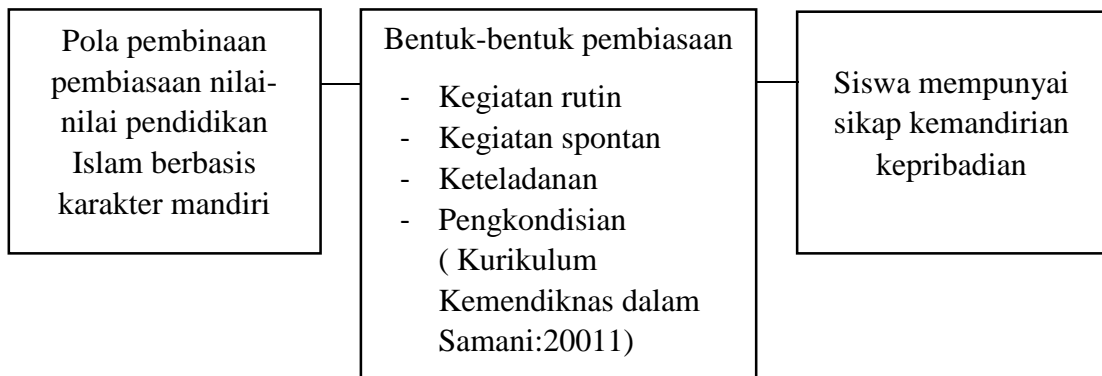 Pola pembinaan
pembiasaan nilai-
nilai pendidikan
Islam berbasis
karakter mandiri
Bentuk-bentuk pembiasaan
- Kegiatan rutin
- Kegiatan spontan
- Keteladanan
- Pengkondisian
( Kurikulum
Kemendiknas dalam
Samani:20011)
Siswa mempunyai
sikap kemandirian
kepribadian